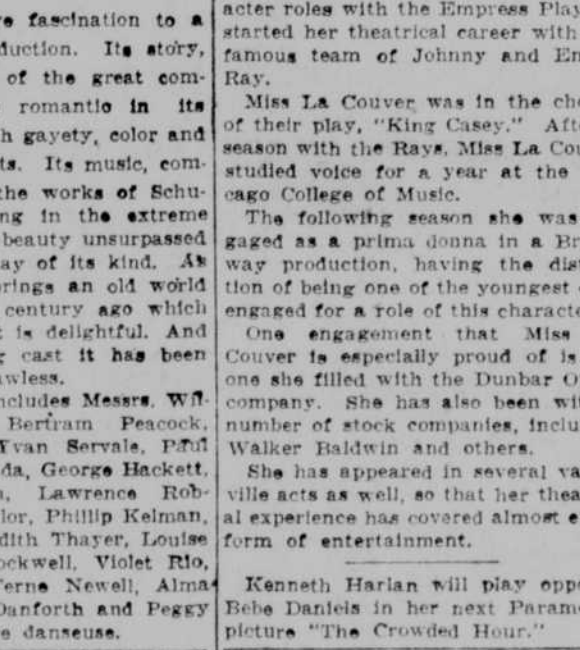 e fascination to a
duction. Its story,
of the great com-
romantic in its
h gayety, color and
ts. Its music, com-
the works of Schu-
ng in the extreme
beauty unsurpassed
ay of its kind. As
rings an old world
century ago which
t is delightful. And
g cast it has been
awless.
ncludes Messrs. Wil-
Bertram Peacock,
Yvan Servale, Paul
da, George Hackett,
n, Lawrence Rob-
lor, Phillip Kelman,
dith Thayer, Louise
ockwell, Violet Rio,
erne Newell, Alma
Danforth and Peggy
e danseuse.
acter roles with the Empress Play
started her theatrical career with
famous team of Johnny and Em
Ray.
Miss La Couver was in the cho
of their play, "King Casey." Afte
season with the Rays, Miss La Cou
studied voice for a year at the
cago College of Music.
The following season she was
gaged as a prima donna in a Br
way production, having the dist
tion of being one of the youngest
engaged for a role of this characte
One engagement that Miss
Couver is especially proud of is
one she filled with the Dunbar O
company. She has also been wi
number of stock companies, inclu
Walker Baldwin and others.
She has appeared in several va
ville acts as well, so that her thea
al experience has covered almost e
form of entertainment.
Kenneth Harlan will play oppo
Bebe Daniels in her next Param
picture "The Crowded Hour."